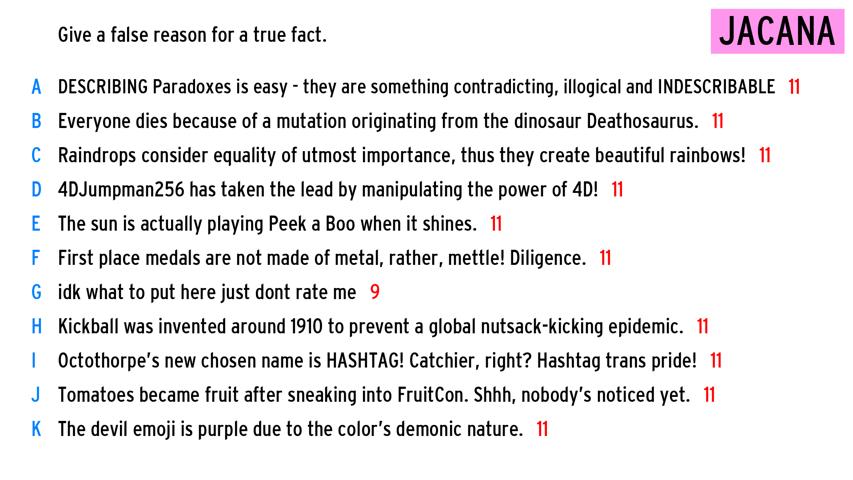 Give a false reason for a true fact.
JACANA
A DESCRIBING Paradoxes is easy - they are something contradicting, illogical and INDESCRIBABLE 11
B Everyone dies because of a mutation originating from the dinosaur Deathosaurus. 11
C Raindrops consider equality of utmost importance, thus they create beautiful rainbows! 11
D 4DJumpman256 has taken the lead by manipulating the power of 4D! 11
E The sun is actually playing Peek a Boo when it shines. 11
F First place medals are not made of metal, rather, mettle! Diligence. 11
G idk what to put here just dont rate me 9
H Kickball was invented around 1910 to prevent a global nutsack-kicking epidemic. 11
I Octothorpe's new chosen name is HASHTAG! Catchier, right? Hashtag trans pride! 11
J Tomatoes became fruit after sneaking into FruitCon. Shhh, nobody's noticed yet. 11
K The devil emoji is purple due to the color's demonic nature. 11